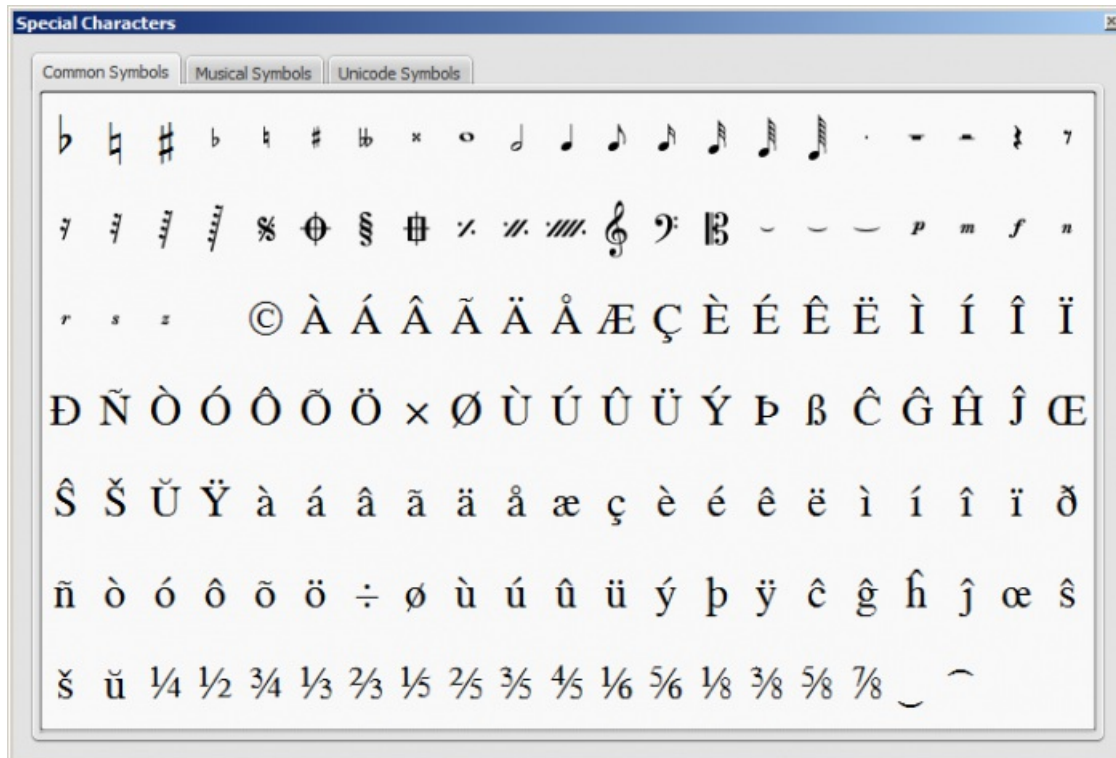 Special Characters
Common Symbols Musical Symbols Unicode Symbols
♭ ♮ ♯ ♭ ♮ ♯ 𝄫 𝄪 𝅝 𝅗𝅥 𝅘𝅥 𝅘𝅥𝅮 𝅘𝅥𝅯 𝅘𝅥𝅰 𝅘𝅥𝅱 𝅘𝅥𝅲 . 𝄻 𝄼 𝄽 𝄾
𝄿 𝅀 𝅁 𝅂 𝄋 𝄌 § 𝄎 𝄏 𝄞 𝄢 𝄡 ‿ ‿ ‿ p m f n
r s z © À Á Â Ã Ä Å Æ Ç È É Ê Ë Ì Í Î Ï
Ð Ñ Ò Ó Ô Õ Ö × Ø Ù Ú Û Ü Ý Þ ß Ĉ Ĝ Ĥ Ĵ Œ
Ŝ Š Ŭ Ÿ à á â ã ä å æ ç è é ê ë ì í î ï ð
ñ ò ó ô õ ö ÷ ø ù ú û ü ý þ ÿ ĉ ĝ ĥ ĵ œ ŝ
š ŭ ¼ ½ ¾ ⅓ ⅔ ⅕ ⅖ ⅗ ⅘ ⅙ ⅚ ⅛ ⅜ ⅝ ⅞ ‿ ⁀